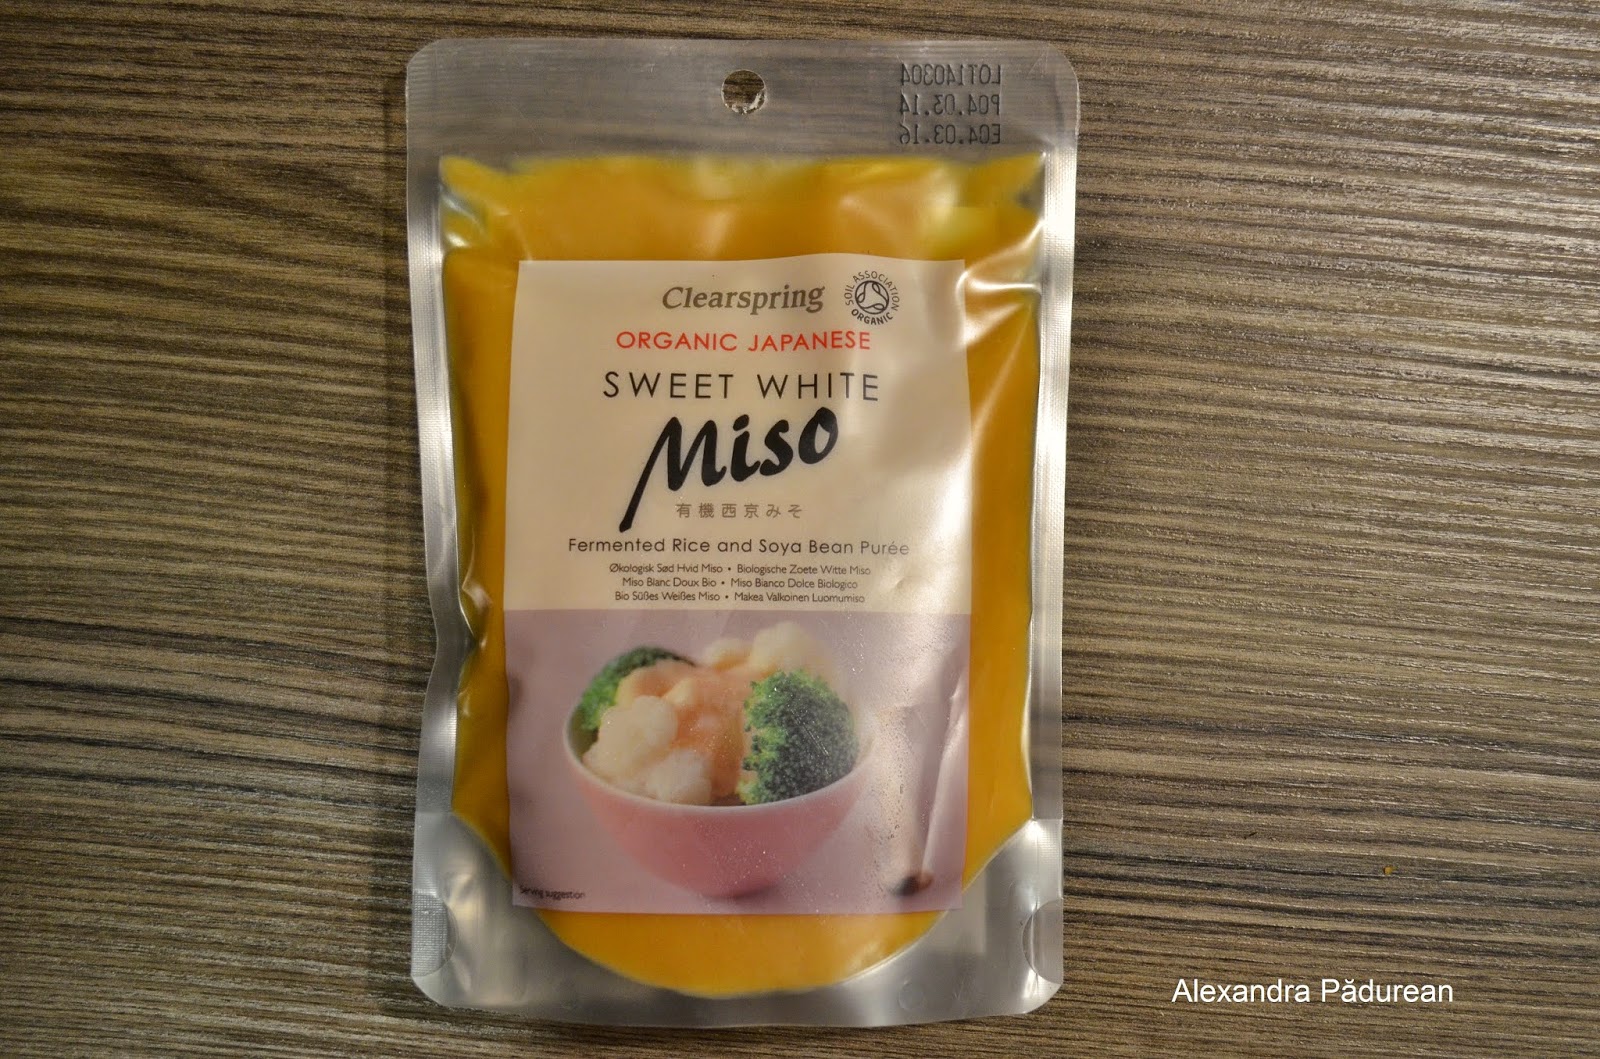 LOT140304
P04.03.14
E04.03.16
Clearspring
SOIL ASSOCIATION
ORGANIC
ORGANIC JAPANESE
SWEET WHITE
Miso
有機西京みそ
Fermented Rice and Soya Bean Purée
Økologisk Sød Hvid Miso • Biologische Zoete Witte Miso
Miso Blanc Doux Bio • Miso Bianco Dolce Biologico
Bio Süßes Weißes Miso • Makea Valkoinen Luomumiso
Serving suggestion
Alexandra Pădurean